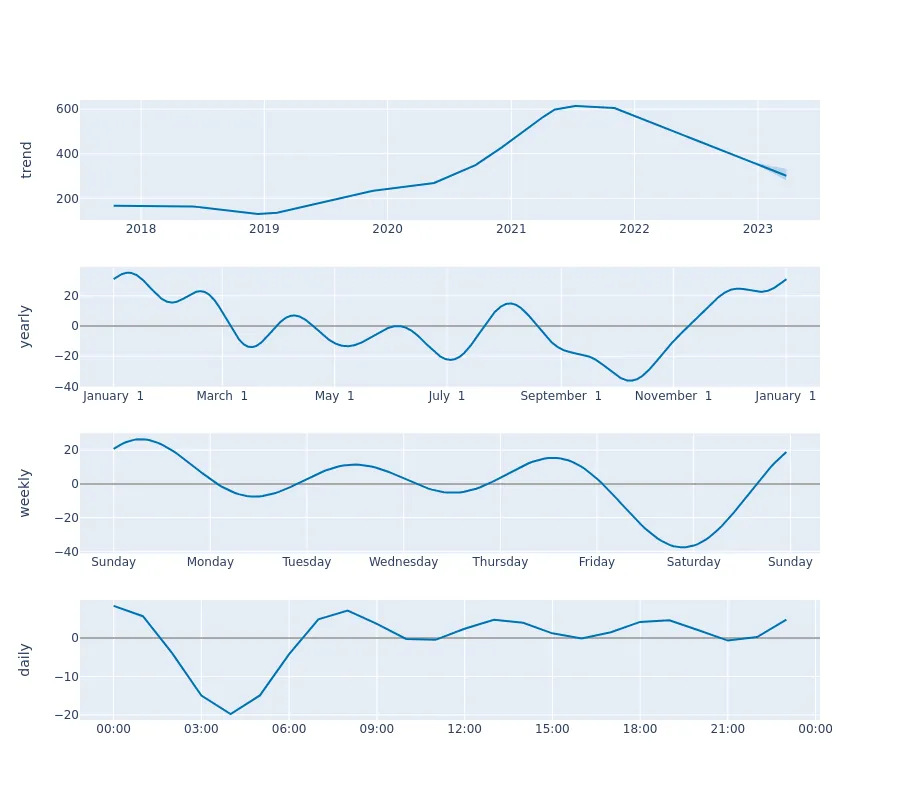 trend
600
400
200
2018 2019 2020 2021 2022 2023
yearly
20
0
−20
−40
January 1 March 1 May 1 July 1 September 1 November 1 January 1
weekly
20
0
−20
−40
Sunday Monday Tuesday Wednesday Thursday Friday Saturday Sunday
daily
0
−10
−20
00:00 03:00 06:00 09:00 12:00 15:00 18:00 21:00 00:00